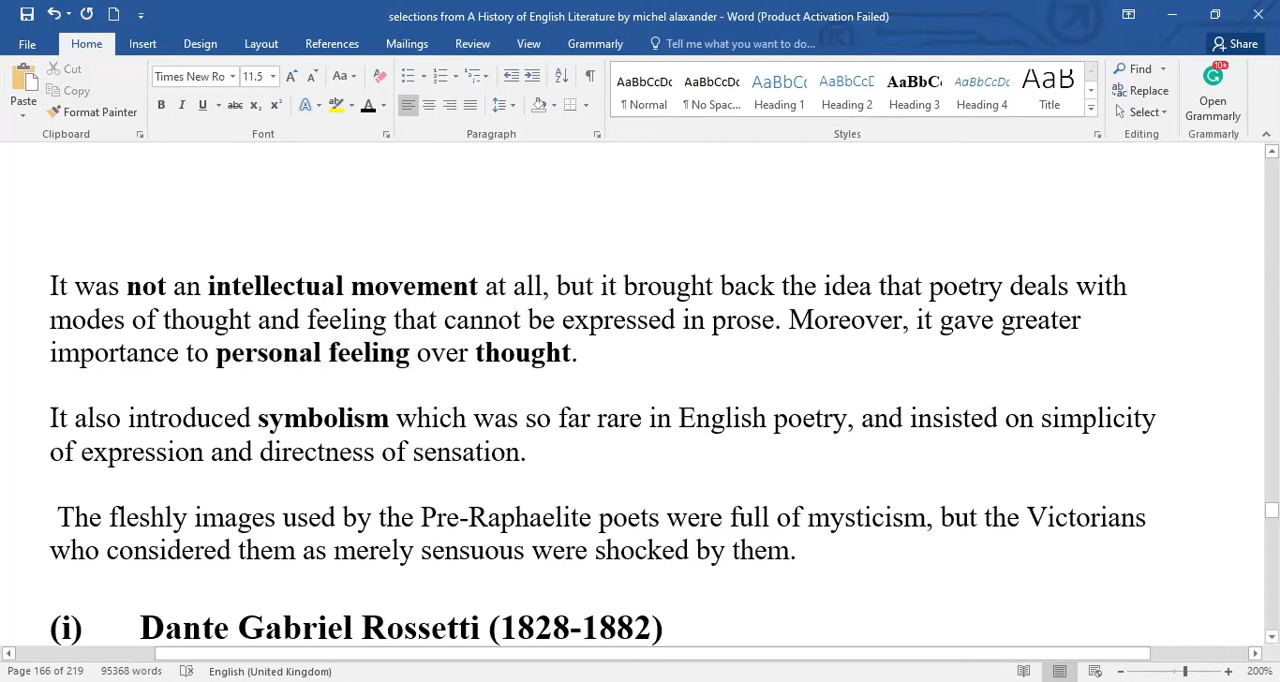 selections from A History of English Literature by michel alaxander - Word (Product Activation Failed)
File Home Insert Design Layout References Mailings Review View Grammarly Tell me what you want to do... Share
Paste Cut Copy Format Painter
Times New Ro 11.5
AaBbCcDc AaBbCcDc AaBbCc AaBbCcD AaBbC AaBbCcDc AaB
¶ Normal ¶ No Spac... Heading 1 Heading 2 Heading 3 Heading 4 Title
Find Replace Select
10+ Open Grammarly
Clipboard Font Paragraph Styles Editing Grammarly
It was not an intellectual movement at all, but it brought back the idea that poetry deals with
modes of thought and feeling that cannot be expressed in prose. Moreover, it gave greater
importance to personal feeling over thought.
It also introduced symbolism which was so far rare in English poetry, and insisted on simplicity
of expression and directness of sensation.
The fleshly images used by the Pre-Raphaelite poets were full of mysticism, but the Victorians
who considered them as merely sensuous were shocked by them.
(i) Dante Gabriel Rossetti (1828-1882)
Page 166 of 219 95368 words English (United Kingdom) 200%